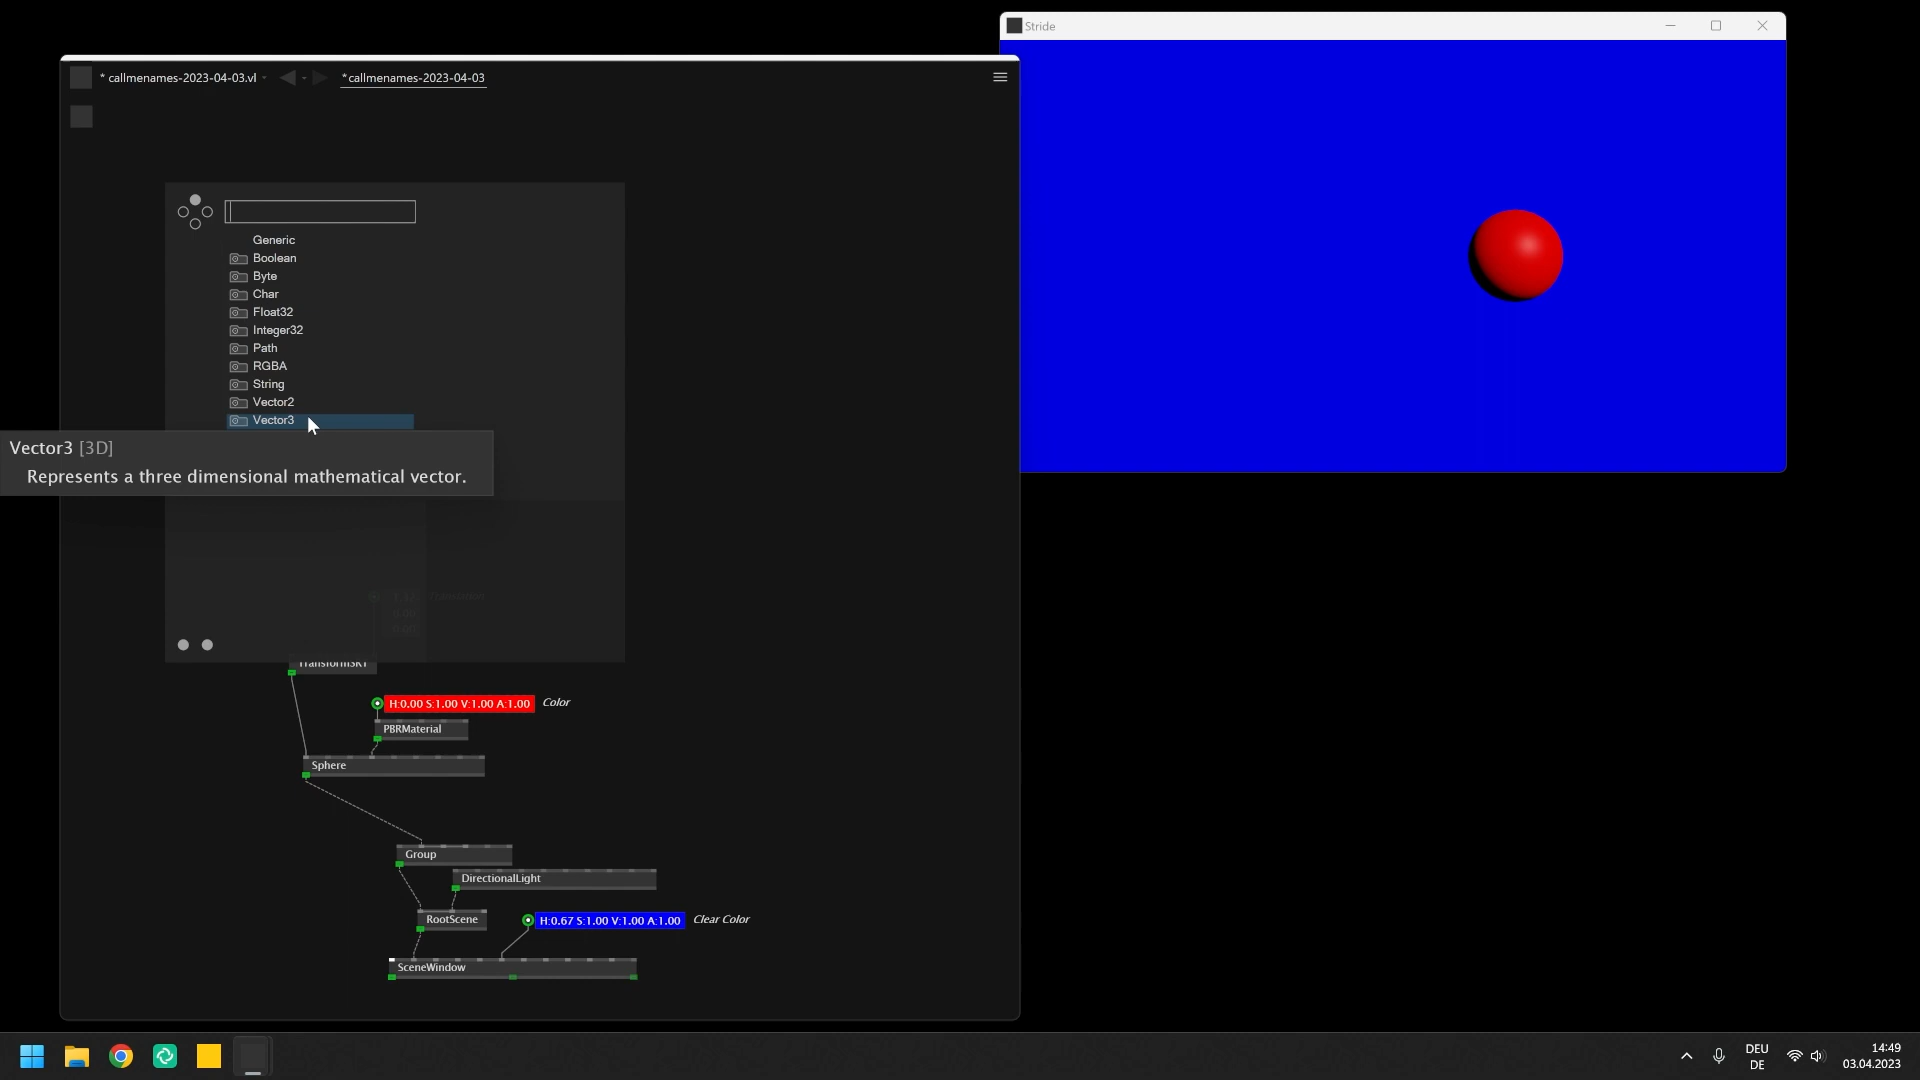 Stride
* callmenames-2023-04-03.vl
*callmenames-2023-04-03
Generic
Boolean
Byte
Char
Float32
Integer32
Path
RGBA
String
Vector2
Vector3
Vector3 [3D]
Represents a three dimensional mathematical vector.
TransformSRT
H:0.00 S:1.00 V:1.00 A:1.00
Color
PBRMaterial
Sphere
Group
DirectionalLight
RootScene
H:0.67 S:1.00 V:1.00 A:1.00
Clear Color
SceneWindow
DEU
DE
14:49
03.04.2023